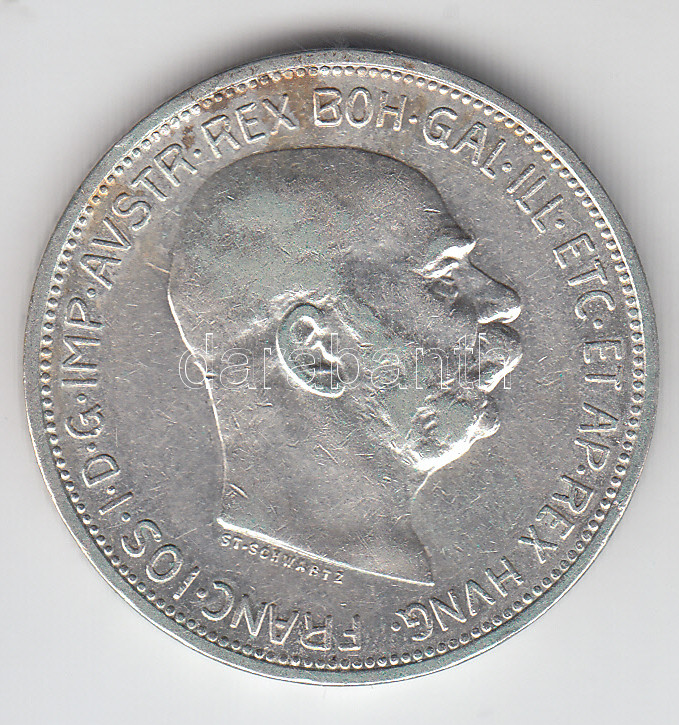 FRANC·IOS·I·D·G·IMP·AVSTR·REX BOH·GAL·ILL·ETC·ET AP·REX HVNG·
ST·SCHWARTZ
darabanth